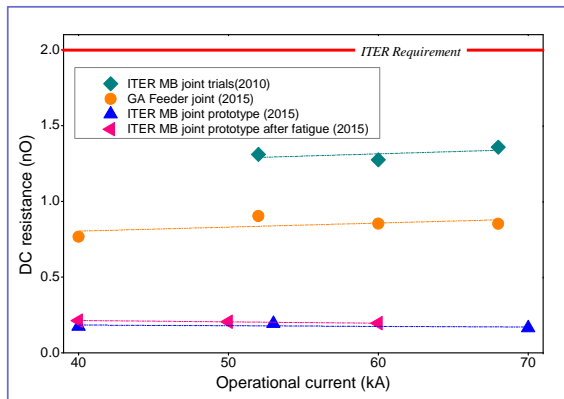 2.0
ITER Requirement
ITER MB joint trials(2010)
GA Feeder joint (2015)
ITER MB joint prototype (2015)
ITER MB joint prototype after fatigue (2015)
1.5
1.0
0.5
0.0
DC resistance (nO)
40 50 60 70
Operational current (kA)